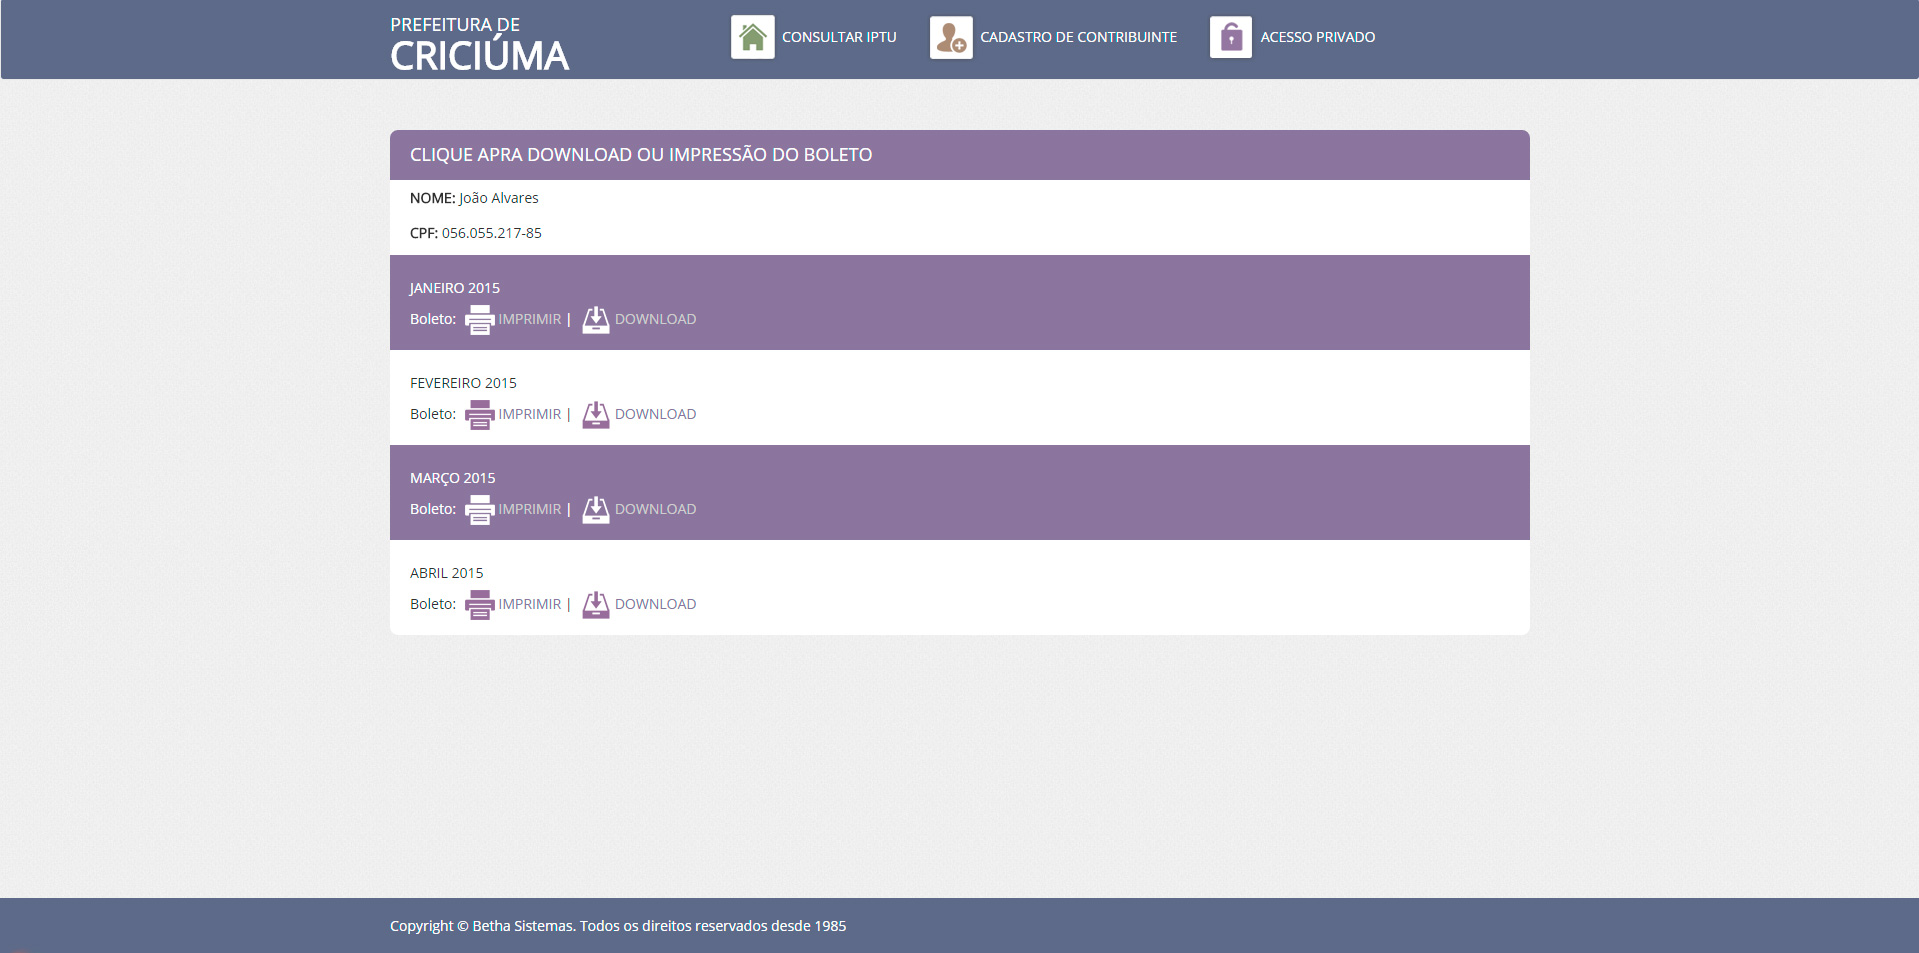 PREFEITURA DE
CRICIÚMA
CONSULTAR IPTU
CADASTRO DE CONTRIBUINTE
ACESSO PRIVADO
CLIQUE APRA DOWNLOAD OU IMPRESSÃO DO BOLETO
NOME: João Alvares
CPF: 056.055.217-85
JANEIRO 2015
Boleto: IMPRIMIR | DOWNLOAD
FEVEREIRO 2015
Boleto: IMPRIMIR | DOWNLOAD
MARÇO 2015
Boleto: IMPRIMIR | DOWNLOAD
ABRIL 2015
Boleto: IMPRIMIR | DOWNLOAD
Copyright © Betha Sistemas. Todos os direitos reservados desde 1985